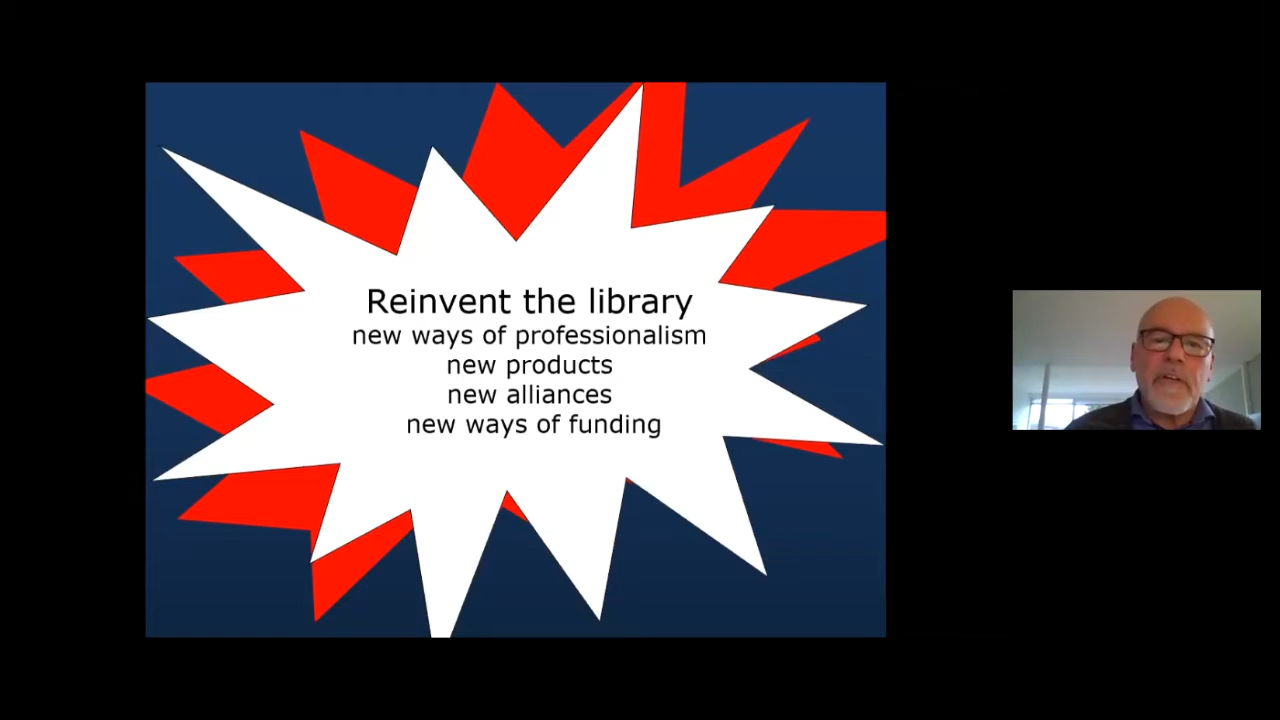 Reinvent the library
new ways of professionalism
new products
new alliances
new ways of funding